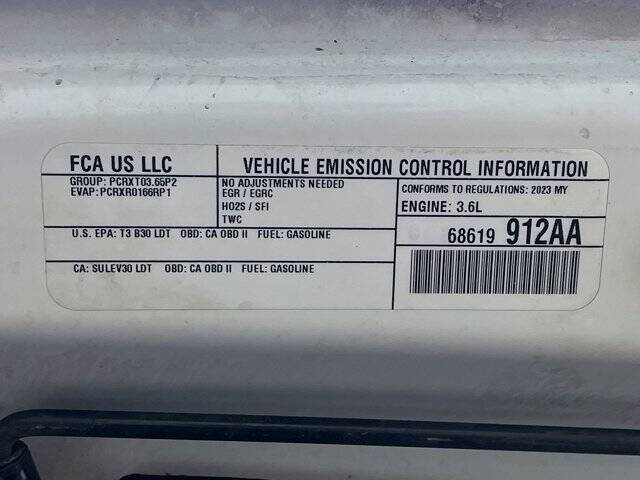 FCA US LLC
VEHICLE EMISSION CONTROL INFORMATION
GROUP: PCRXT03.65P2
EVAP: PCRXR0166RP1
NO ADJUSTMENTS NEEDED
EGR / EGRC
HO2S / SFI
TWC
CONFORMS TO REGULATIONS: 2023 MY
ENGINE: 3.6L
U.S. EPA: T3 B30 LDT OBD: CA OBD II FUEL: GASOLINE
CA: SULEV30 LDT OBD: CA OBD II FUEL: GASOLINE
68619 912AA